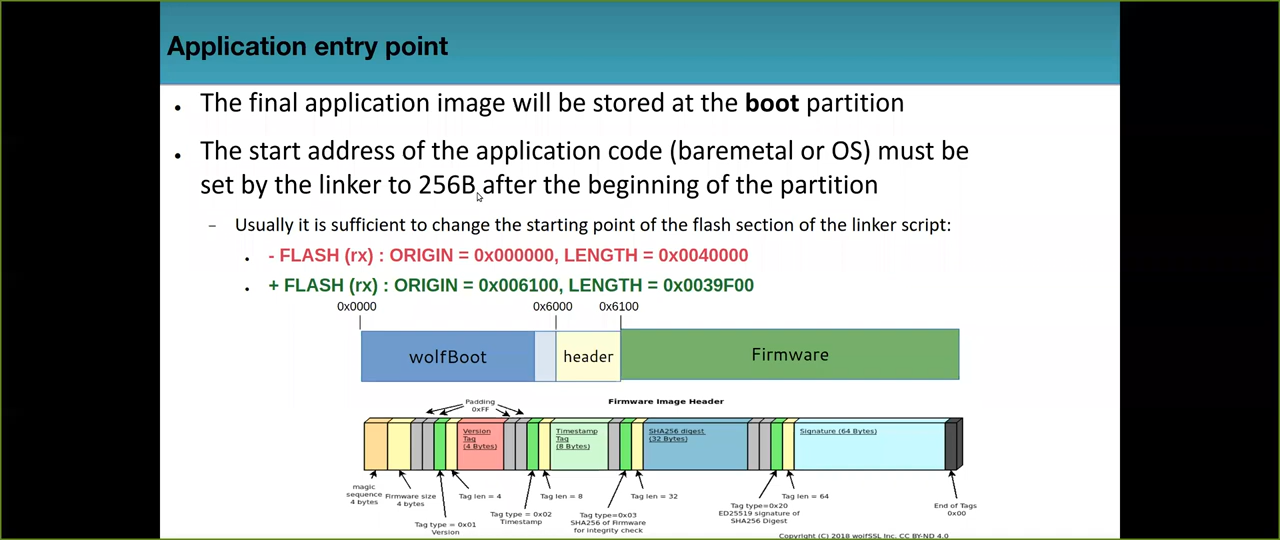 Application entry point
The final application image will be stored at the boot partition
The start address of the application code (baremetal or OS) must be
set by the linker to 256B after the beginning of the partition
Usually it is sufficient to change the starting point of the flash section of the linker script:
- FLASH (rx) : ORIGIN = 0x000000, LENGTH = 0x0040000
+ FLASH (rx) : ORIGIN = 0x006100, LENGTH = 0x0039F00
0x0000 0x6000 0x6100
wolfBoot header Firmware
Padding
0xFF
Firmware Image Header
Version
Tag
(4 Bytes)
Timestamp
Tag
(8 Bytes)
SHA256 digest
(32 Bytes)
Signature (64 Bytes)
magic
sequence
4 bytes
Firmware size
4 bytes
Tag type = 0x01
Version
Tag len = 4
Tag type = 0x02
Timestamp
Tag len = 8
Tag type=0x03
SHA256 of Firmware
for integrity check
Tag len = 32
Tag type=0x20
ED25519 signature of
SHA256 Digest
Tag len = 64
End of Tags
0x00
Copyright (C) 2018 wolfSSL Inc. CC BY-ND 4.0